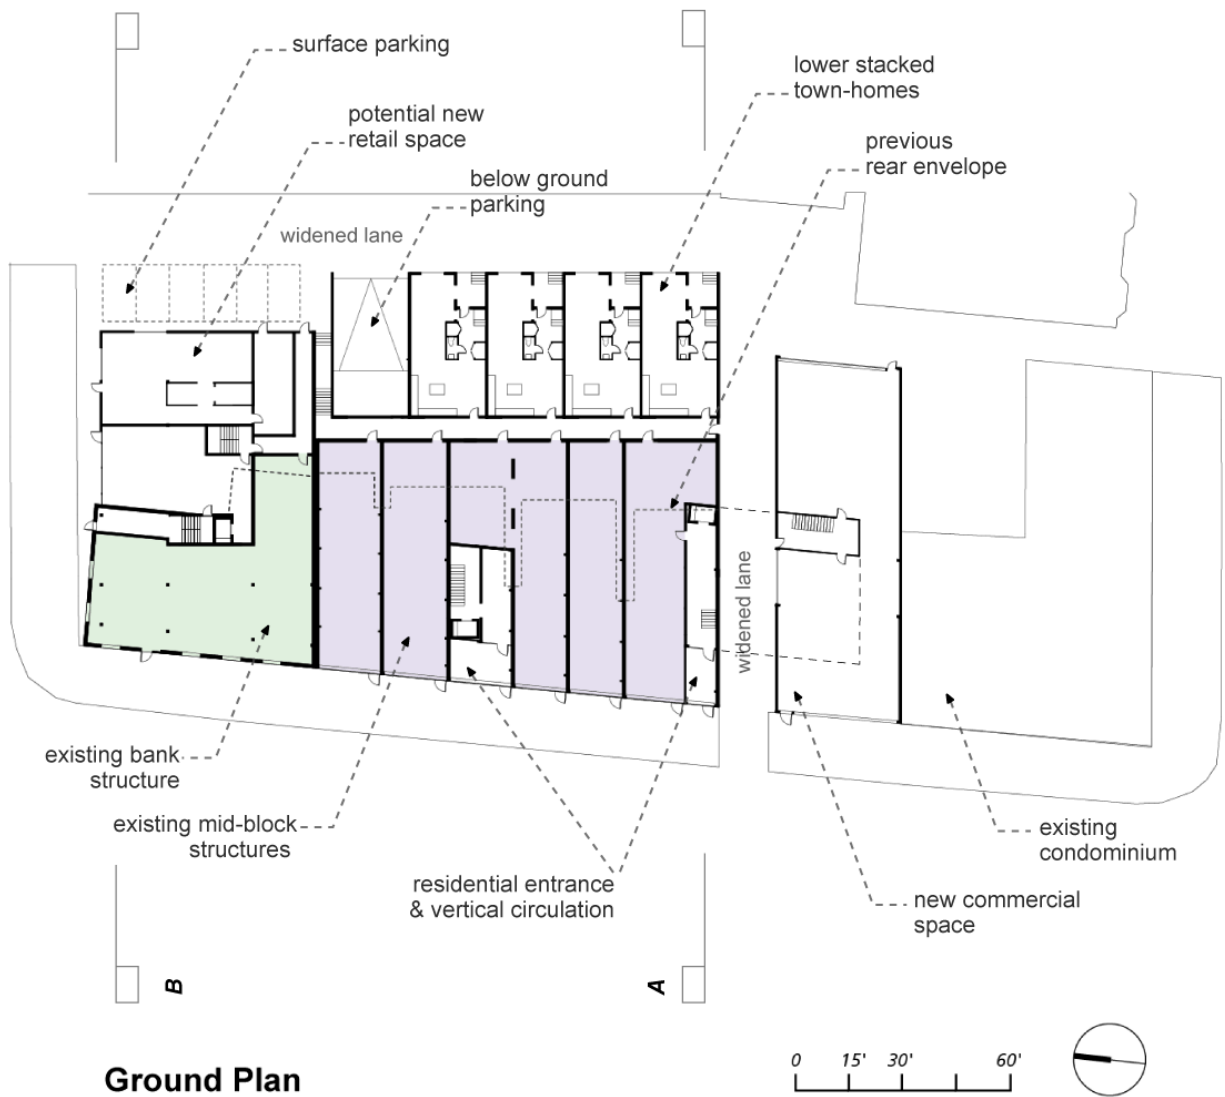 surface parking
lower stacked
town-homes
potential new
retail space
previous
rear envelope
below ground
parking
widened lane
widened lane
existing bank
structure
existing mid-block
structures
existing
condominium
residential entrance
& vertical circulation
new commercial
space
B
A
0 15' 30' 60'
Ground Plan